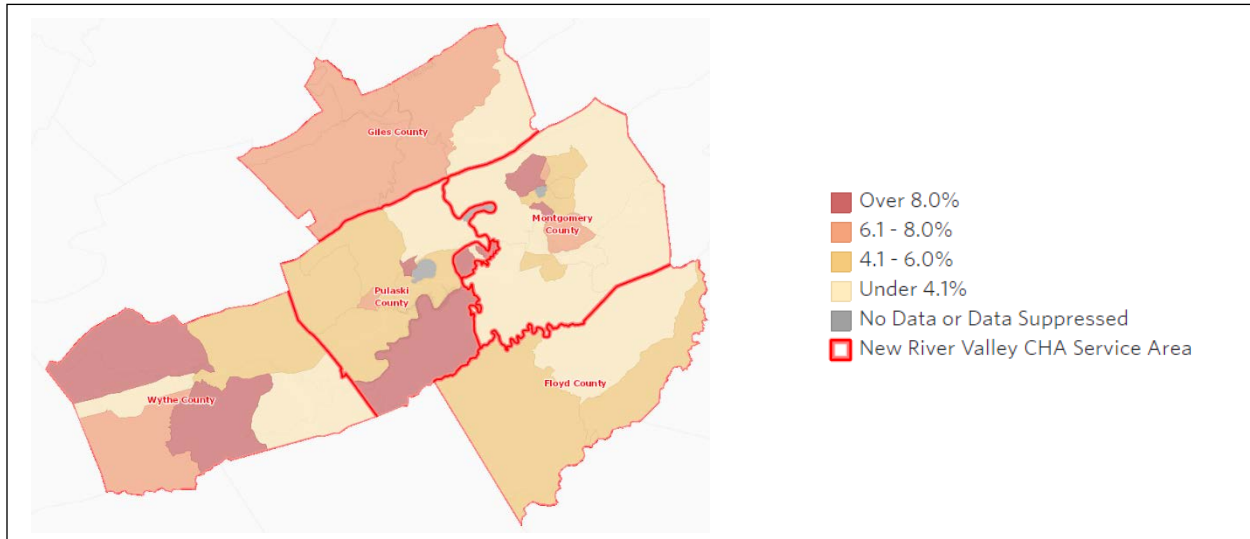 Giles County
Montgomery
County
Pulaski
County
Floyd County
Wythe County
Over 8.0%
6.1 - 8.0%
4.1 - 6.0%
Under 4.1%
No Data or Data Suppressed
New River Valley CHA Service Area